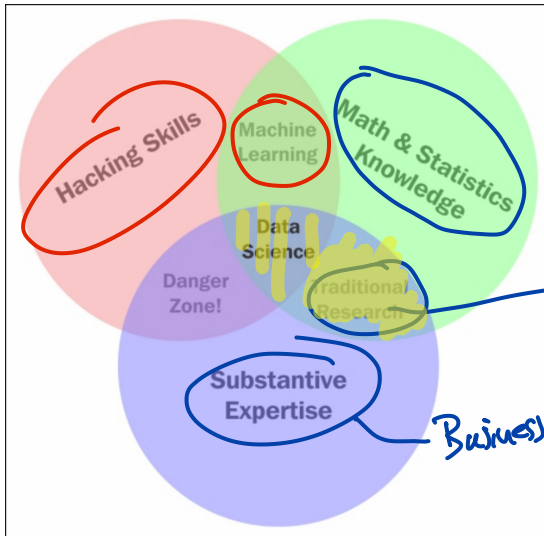 Hacking Skills
Machine
Learning
Math & Statistics
Knowledge
Data
Science
Danger
Zone!
Traditional
Research
Substantive
Expertise
Business